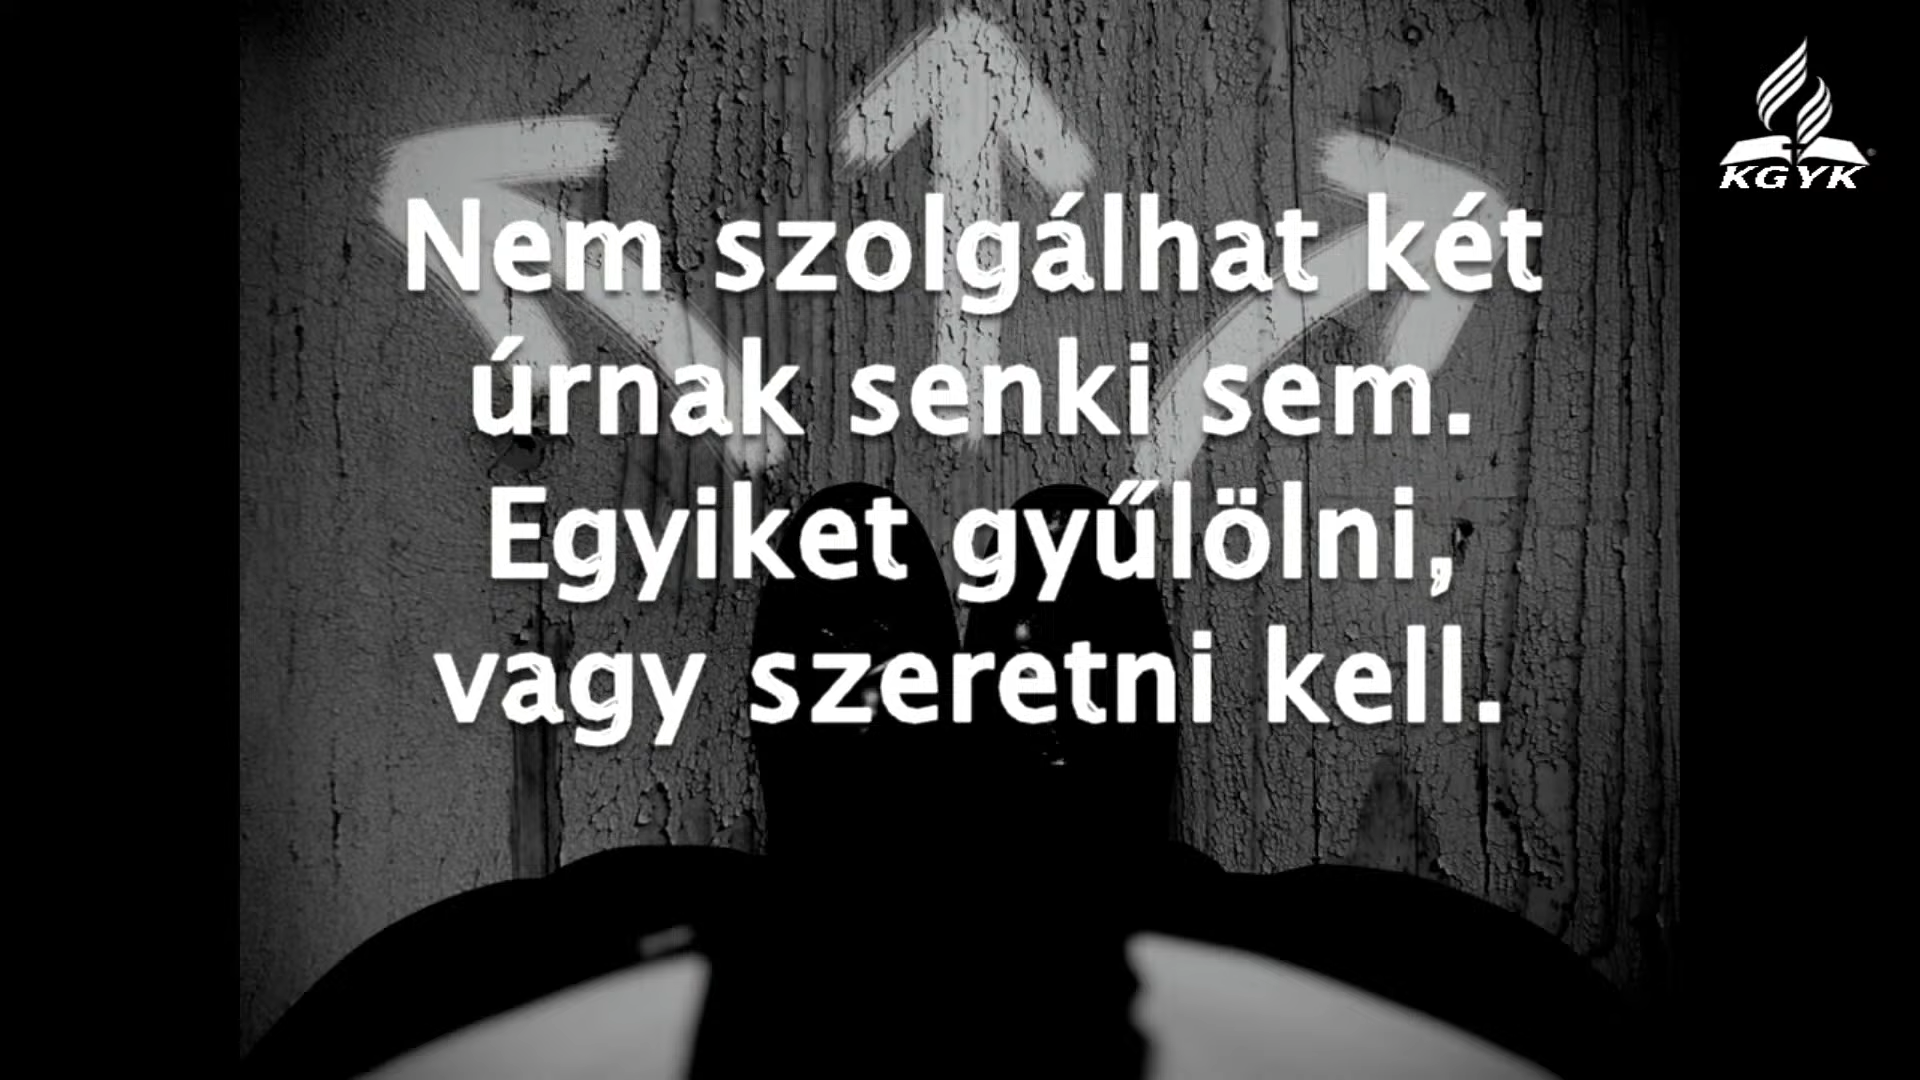 KGYK
Nem szolgálhat két
úrnak senki sem.
Egyiket gyűlölni,
vagy szeretni kell.